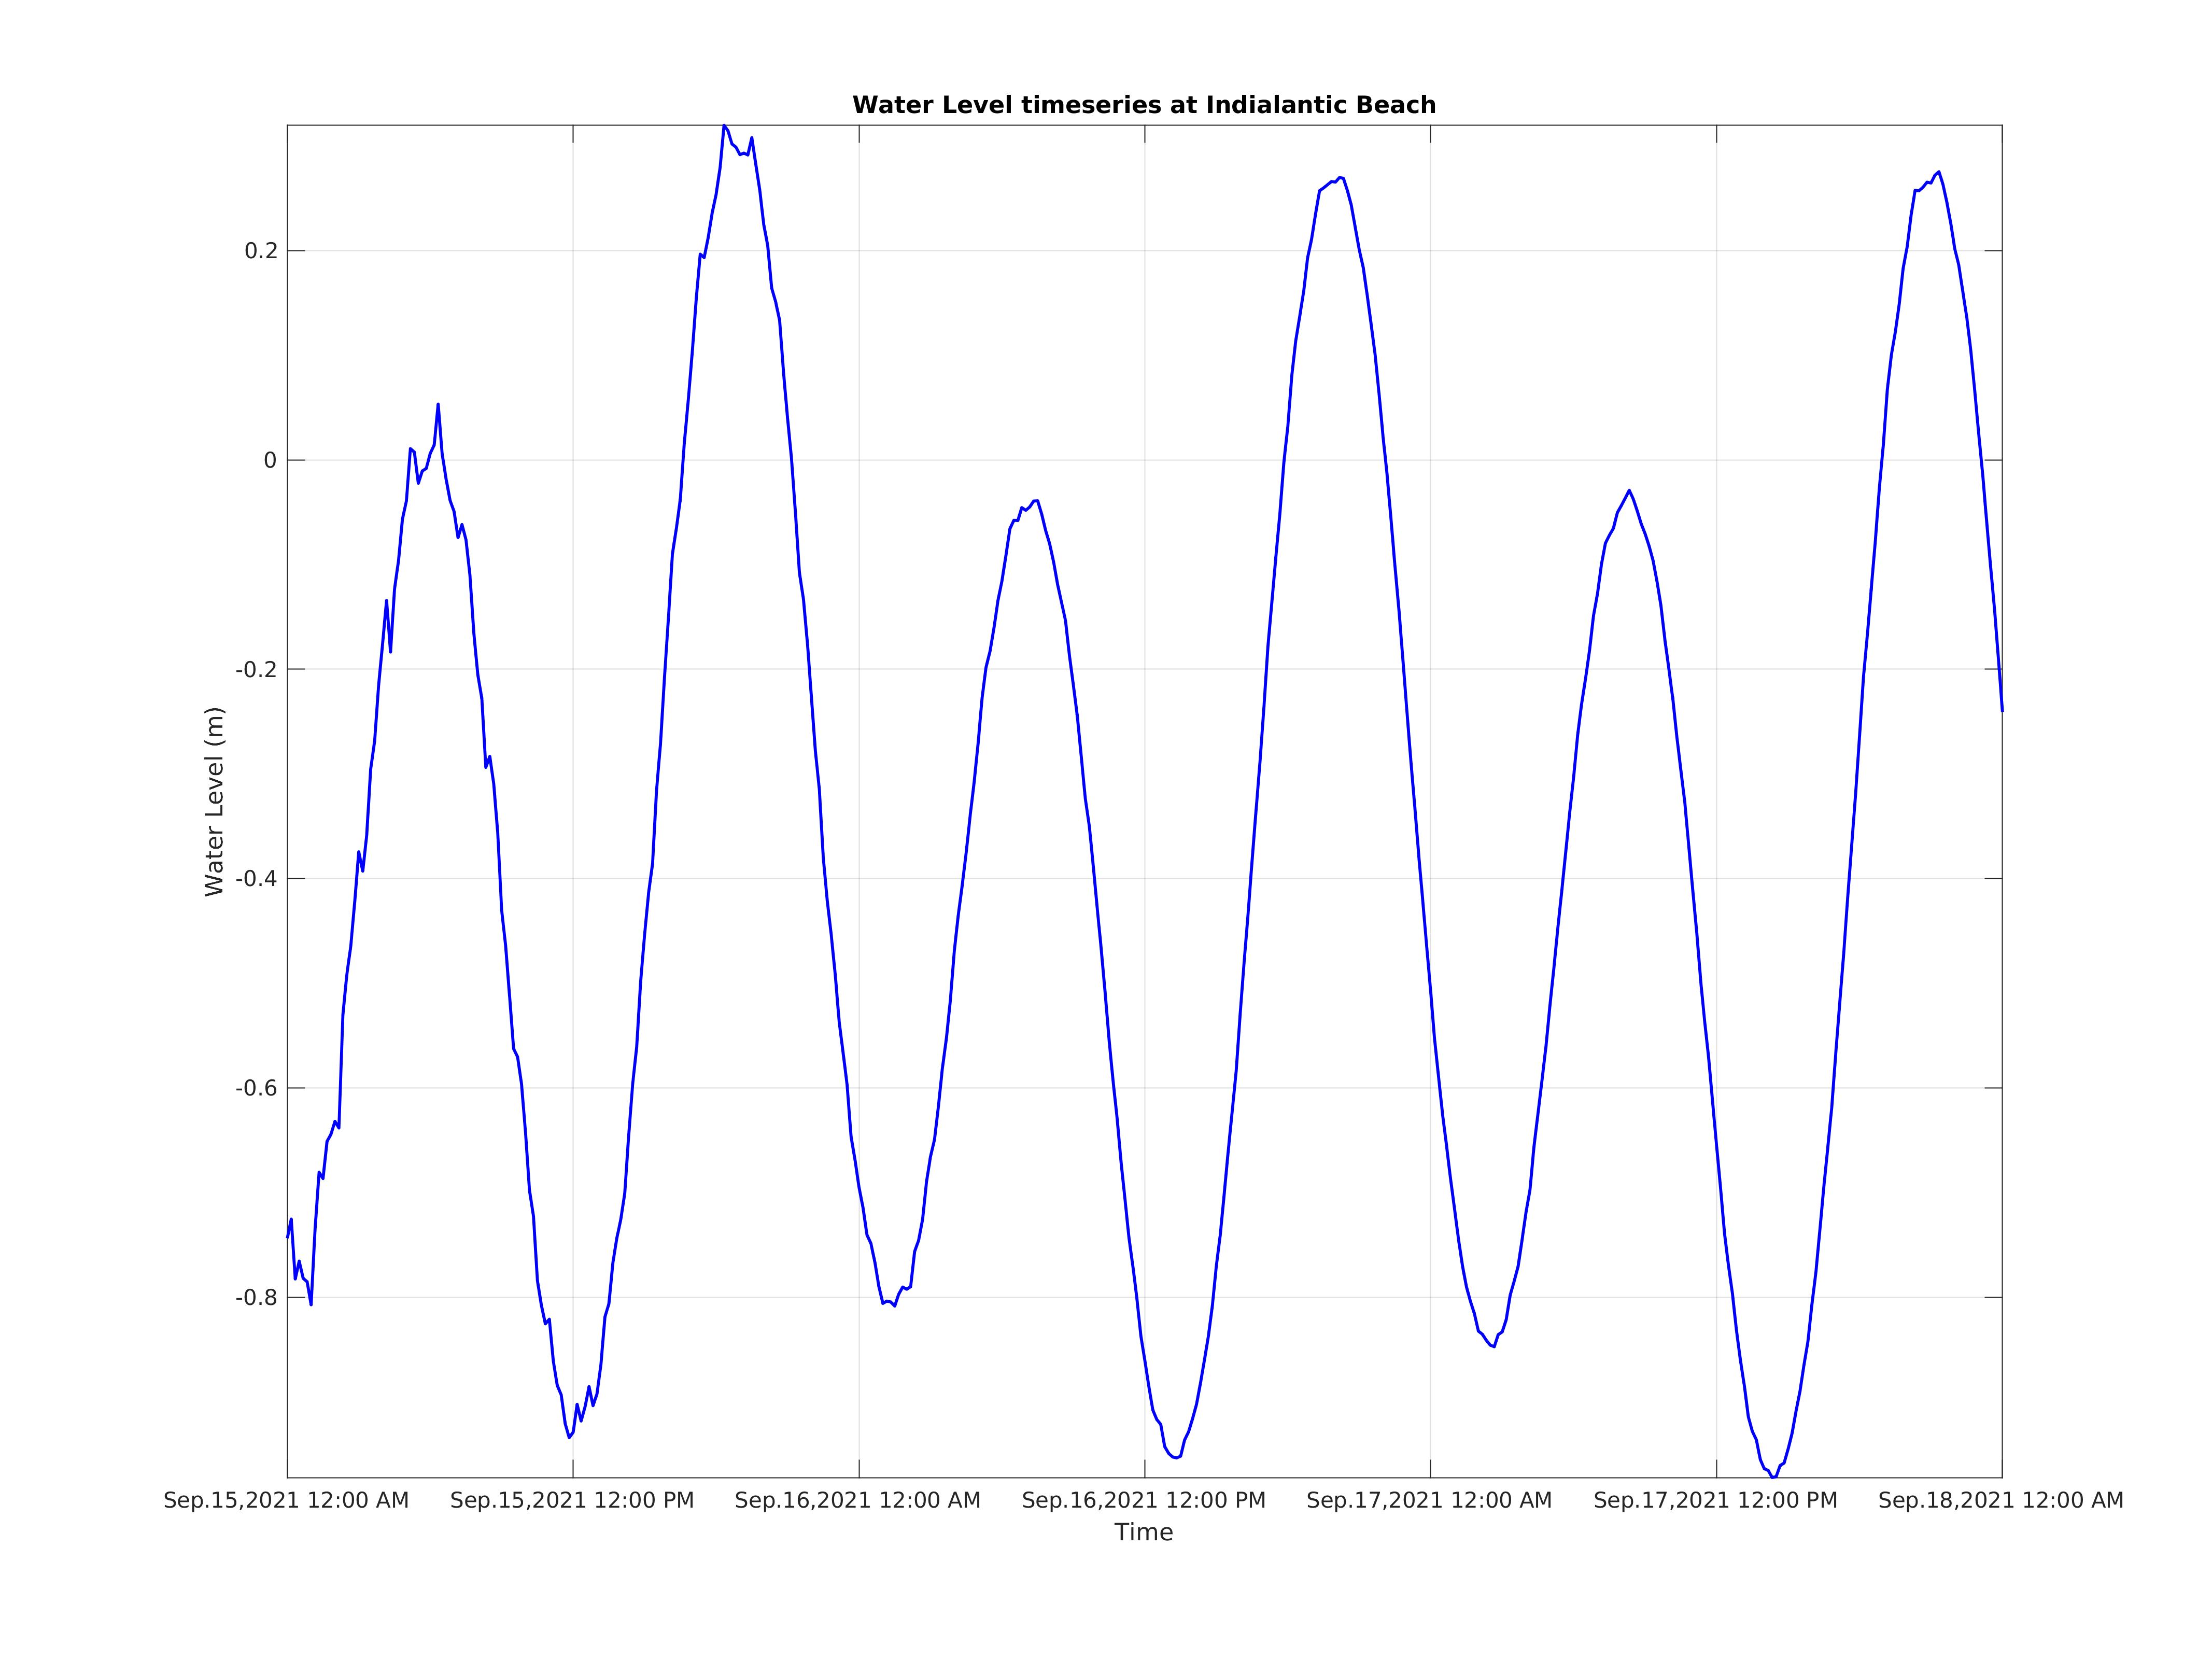 Water Level timeseries at Indialantic Beach
Water Level (m)
0.2
0
-0.2
-0.4
-0.6
-0.8
Sep.15,2021 12:00 AM Sep.15,2021 12:00 PM Sep.16,2021 12:00 AM Sep.16,2021 12:00 PM Sep.17,2021 12:00 AM Sep.17,2021 12:00 PM Sep.18,2021 12:00 AM
Time